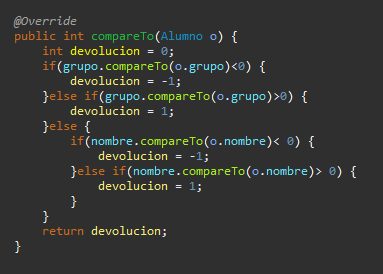 @Override
public int compareTo(Alumno o) {
    int devolucion = 0;
    if(grupo.compareTo(o.grupo)<0) {
        devolucion = -1;
    }else if(grupo.compareTo(o.grupo)>0) {
        devolucion = 1;
    }else {
        if(nombre.compareTo(o.nombre)< 0) {
            devolucion = -1;
        }else if(nombre.compareTo(o.nombre)> 0) {
            devolucion = 1;
        }
    }
    return devolucion;
}